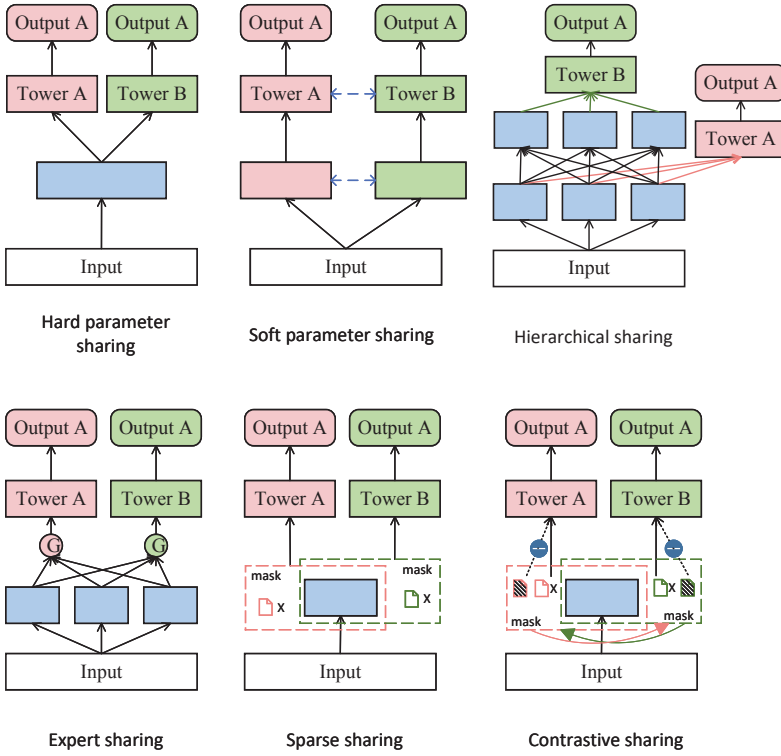 Output A
Output A
Tower A
Tower B
Input
Hard parameter
sharing
Output A
Output A
Tower A
Tower B
Input
Soft parameter sharing
Output A
Tower B
Output A
Tower A
Input
Hierarchical sharing
Output A
Output A
Tower A
Tower B
G
G
Input
Expert sharing
Output A
Output A
Tower A
Tower B
mask
mask
X
X
Input
Sparse sharing
Output A
Output A
Tower A
Tower B
X
X
mask
mask
Input
Contrastive sharing